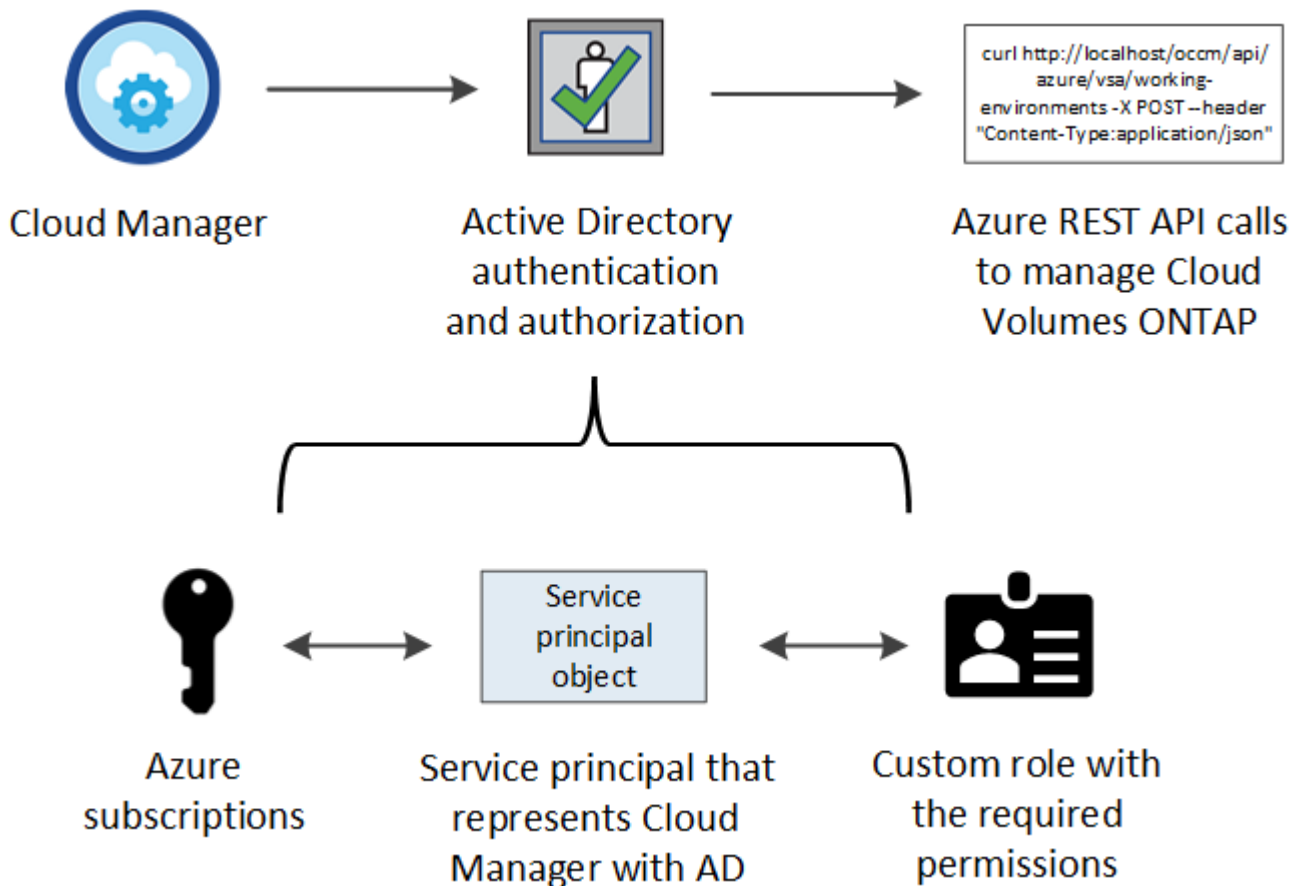 curl http://localhost/occm/api/
azure/vsa/working-
environments -X POST --header
"Content-Type:application/json"
Cloud Manager
Active Directory
authentication
and authorization
Azure REST API calls
to manage Cloud
Volumes ONTAP
Service
principal
object
Azure
subscriptions
Service principal that
represents Cloud
Manager with AD
Custom role with
the required
permissions